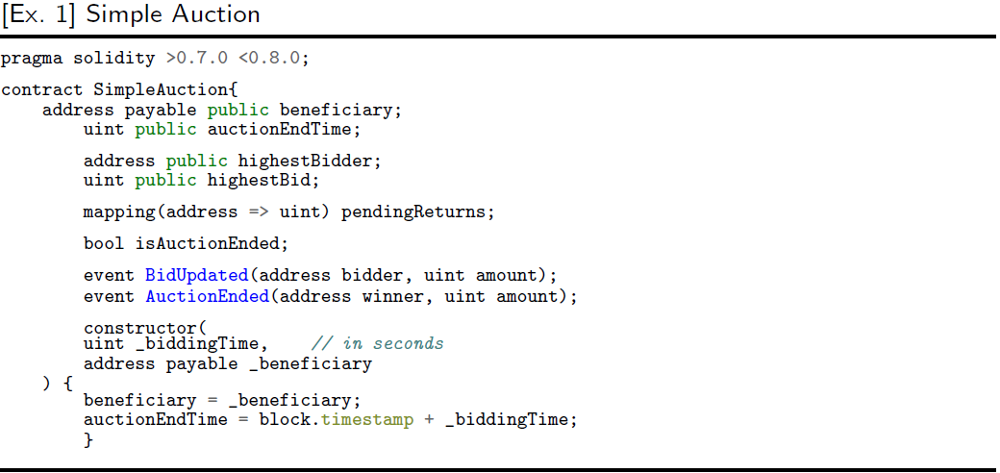 [Ex. 1] Simple Auction
pragma solidity >0.7.0 <0.8.0;
contract SimpleAuction{
address payable public beneficiary;
uint public auctionEndTime;
address public highestBidder;
uint public highestBid;
mapping(address => uint) pendingReturns;
bool isAuctionEnded;
event BidUpdated(address bidder, uint amount);
event AuctionEnded(address winner, uint amount);
constructor(
uint _biddingTime, // in seconds
address payable _beneficiary
) {
beneficiary = _beneficiary;
auctionEndTime = block.timestamp + _biddingTime;
}